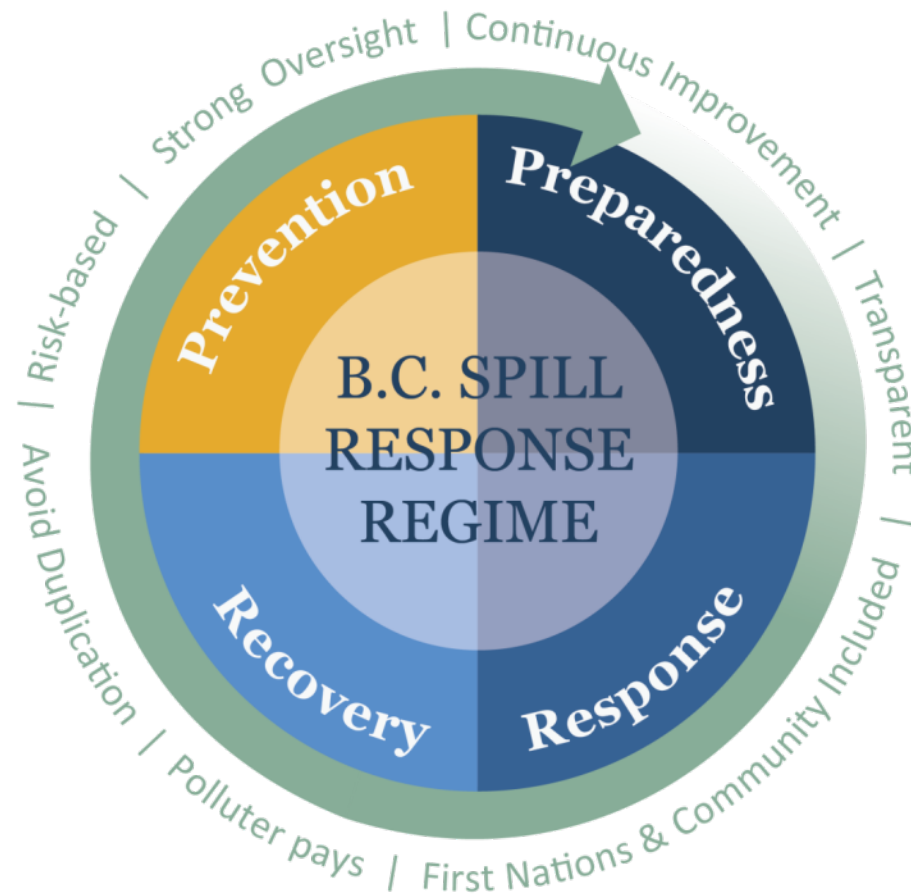 Strong Oversight | Continuous Improvement | Transparent | First Nations & Community Included | Polluter pays | Avoid Duplication | Risk-based |
Prevention
Preparedness
B.C. SPILL
RESPONSE
REGIME
Recovery
Response